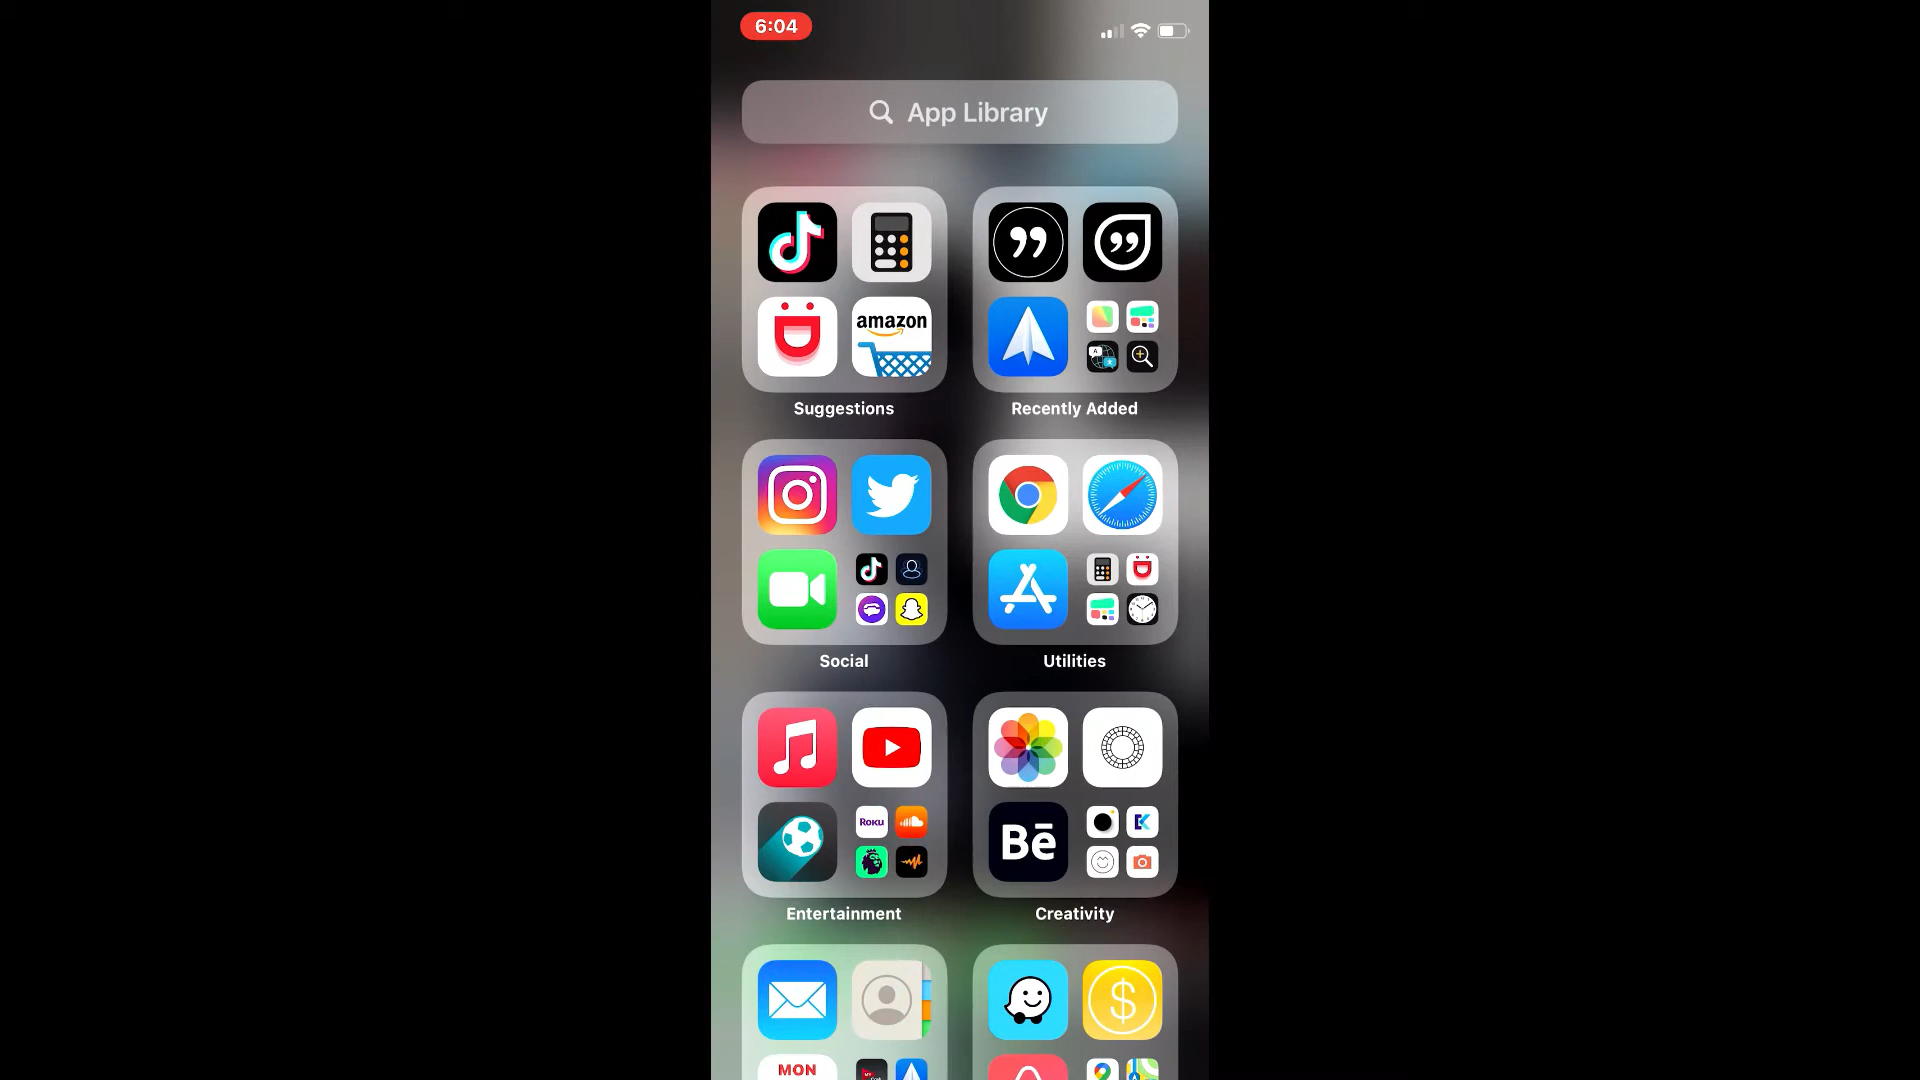 6:04
App Library
amazon
Suggestions
Recently Added
Social
Utilities
Roku
Bē
Entertainment
Creativity
$
MON